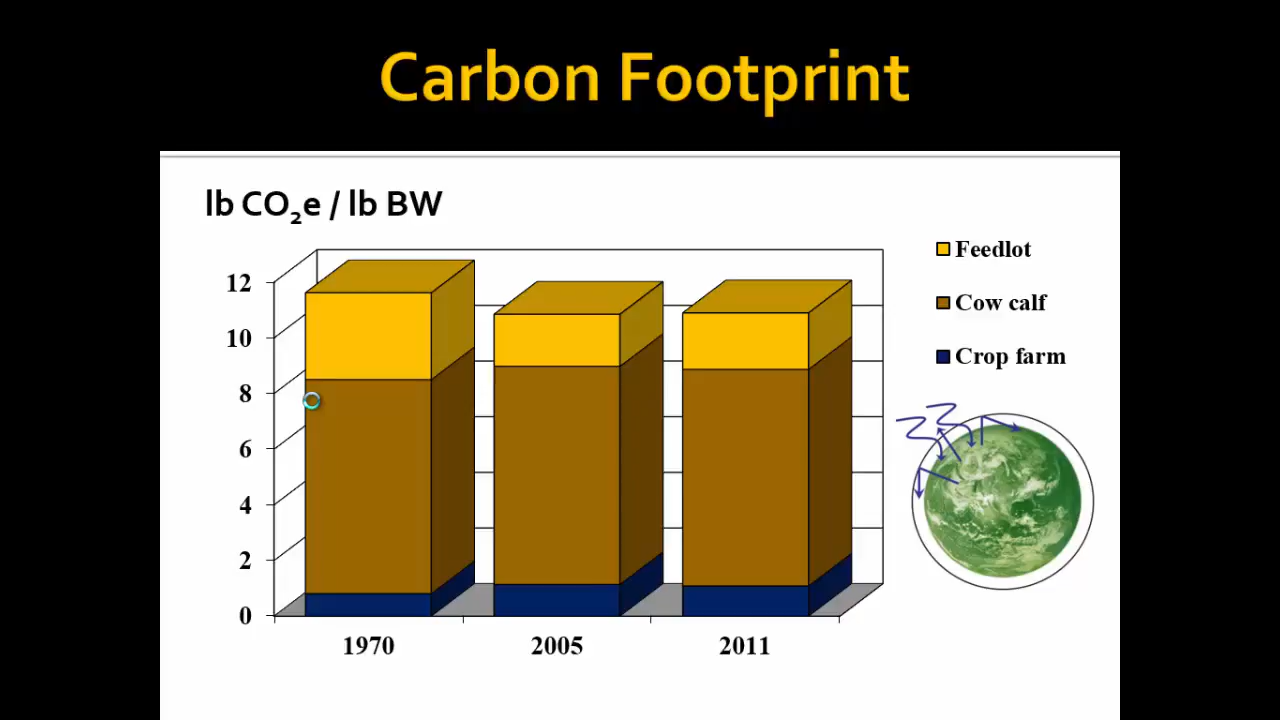 Carbon Footprint
lb CO₂e / lb BW
Feedlot
Cow calf
Crop farm
12
10
8
6
4
2
0
1970 2005 2011